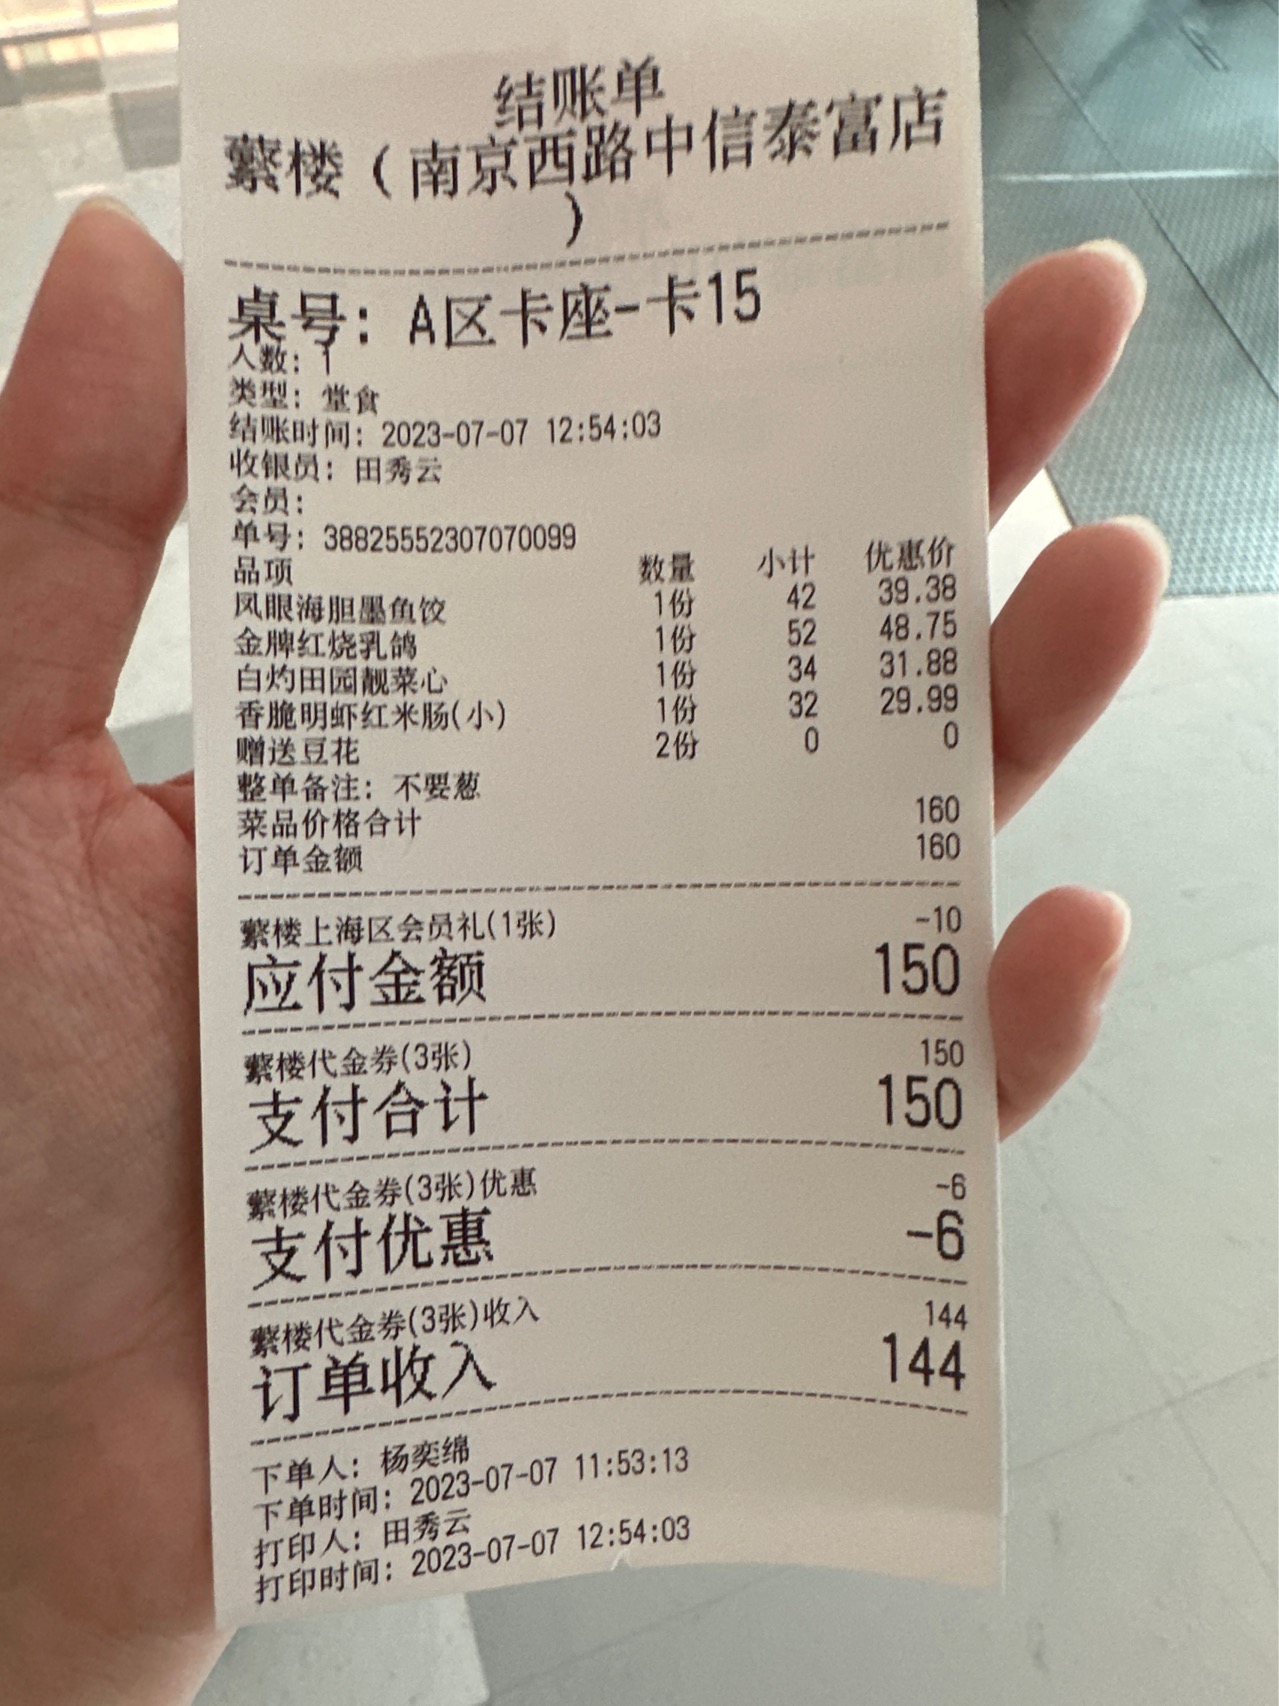 结账单
蘩楼（南京西路中信泰富店
）
桌号：A区卡座-卡15
人数：1
类型：堂食
结账时间：2023-07-07 12:54:03
收银员：田秀云
会员：
单号：38825552307070099
品项 数量 小计 优惠价
凤眼海胆墨鱼饺 1份 42 39.38
金牌红烧乳鸽 1份 52 48.75
白灼田园靓菜心 1份 34 31.88
香脆明虾红米肠(小) 1份 32 29.99
赠送豆花 2份 0 0
整单备注：不要葱
菜品价格合计 160
订单金额 160
蘩楼上海区会员礼(1张) -10
应付金额 150
蘩楼代金券(3张) 150
支付合计 150
蘩楼代金券(3张)优惠 -6
支付优惠 -6
蘩楼代金券(3张)收入 144
订单收入 144
下单人：杨奕绵
下单时间：2023-07-07 11:53:13
打印人：田秀云
打印时间：2023-07-07 12:54:03